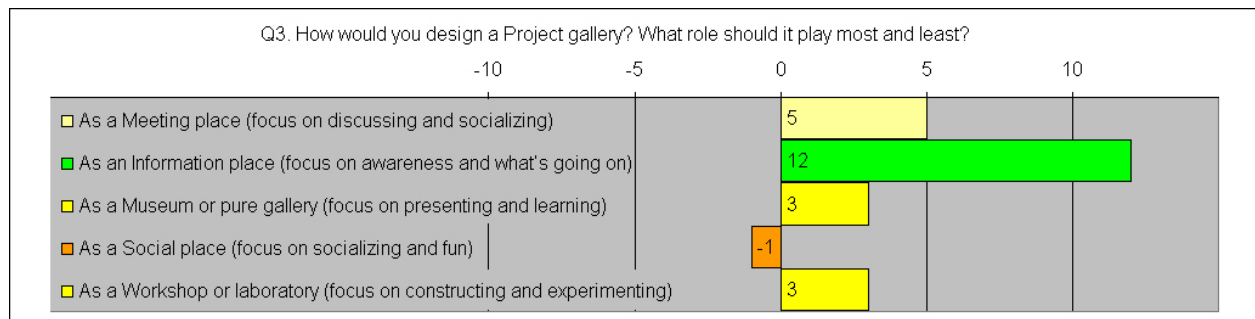 Q3. How would you design a Project gallery? What role should it play most and least?
-10 -5 0 5 10
As a Meeting place (focus on discussing and socializing) 5
As an Information place (focus on awareness and what's going on) 12
As a Museum or pure gallery (focus on presenting and learning) 3
As a Social place (focus on socializing and fun) -1
As a Workshop or laboratory (focus on constructing and experimenting) 3